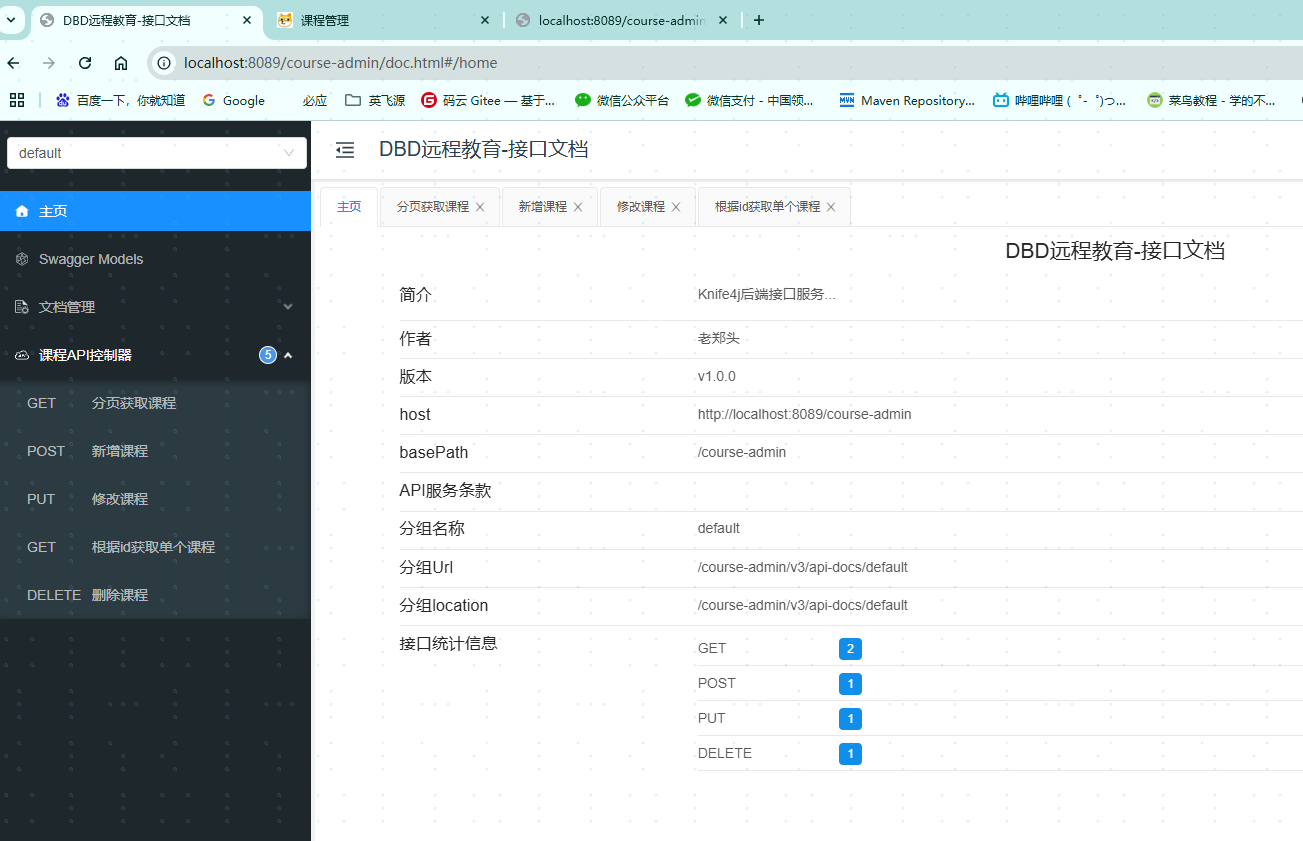 DBD远程教育-接口文档
课程管理
localhost:8089/course-admin
localhost:8089/course-admin/doc.html#/home
百度一下，你就知道
Google
必应
英飞源
码云 Gitee — 基于...
微信公众平台
微信支付 - 中国领...
Maven Repository...
哔哩哔哩 ( ゜- ゜)つ...
菜鸟教程 - 学的不...
default
DBD远程教育-接口文档
主页
Swagger Models
文档管理
课程API控制器 5
GET 分页获取课程
POST 新增课程
PUT 修改课程
GET 根据id获取单个课程
DELETE 删除课程
主页
分页获取课程
新增课程
修改课程
根据id获取单个课程
DBD远程教育-接口文档
简介 Knife4j后端接口服务...
作者 老郑头
版本 v1.0.0
host http://localhost:8089/course-admin
basePath /course-admin
API服务条款
分组名称 default
分组Url /course-admin/v3/api-docs/default
分组location /course-admin/v3/api-docs/default
接口统计信息 GET 2
POST 1
PUT 1
DELETE 1